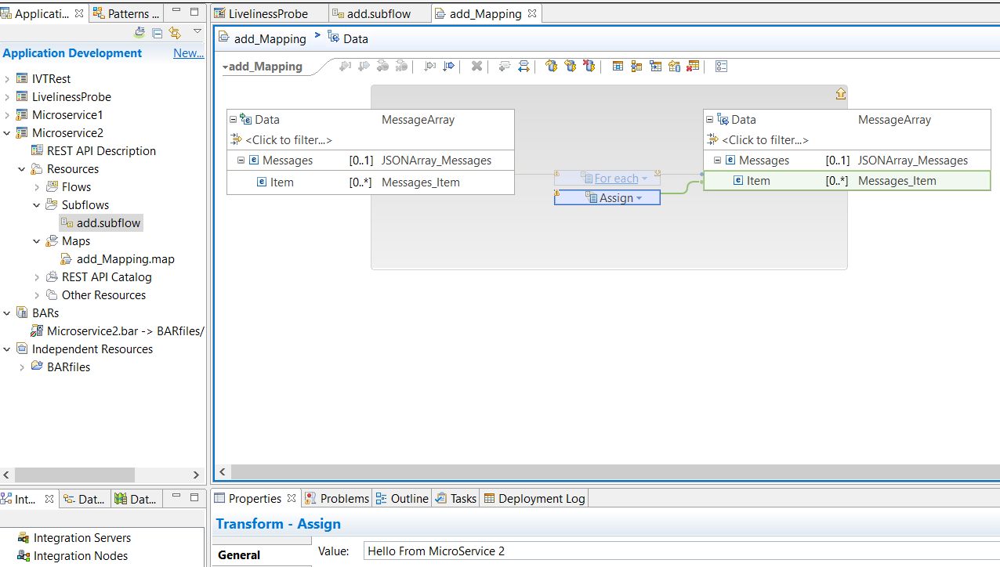 Applicati...
Patterns ...
Application Development
New...
IVTRest
LivelinessProbe
Microservice1
Microservice2
REST API Description
Resources
Flows
Subflows
add.subflow
Maps
add_Mapping.map
REST API Catalog
Other Resources
BARs
Microservice2.bar -> BARfiles/
Independent Resources
BARfiles
Int...
Dat...
Dat...
Integration Servers
Integration Nodes
LivelinessProbe
add.subflow
add_Mapping
add_Mapping > Data
add_Mapping
Data MessageArray
<Click to filter...>
Messages [0..1] JSONArray_Messages
Item [0..*] Messages_Item
For each
Assign
Data MessageArray
<Click to filter...>
Messages [0..1] JSONArray_Messages
Item [0..*] Messages_Item
Properties
Problems
Outline
Tasks
Deployment Log
Transform - Assign
General
Value: Hello From MicroService 2